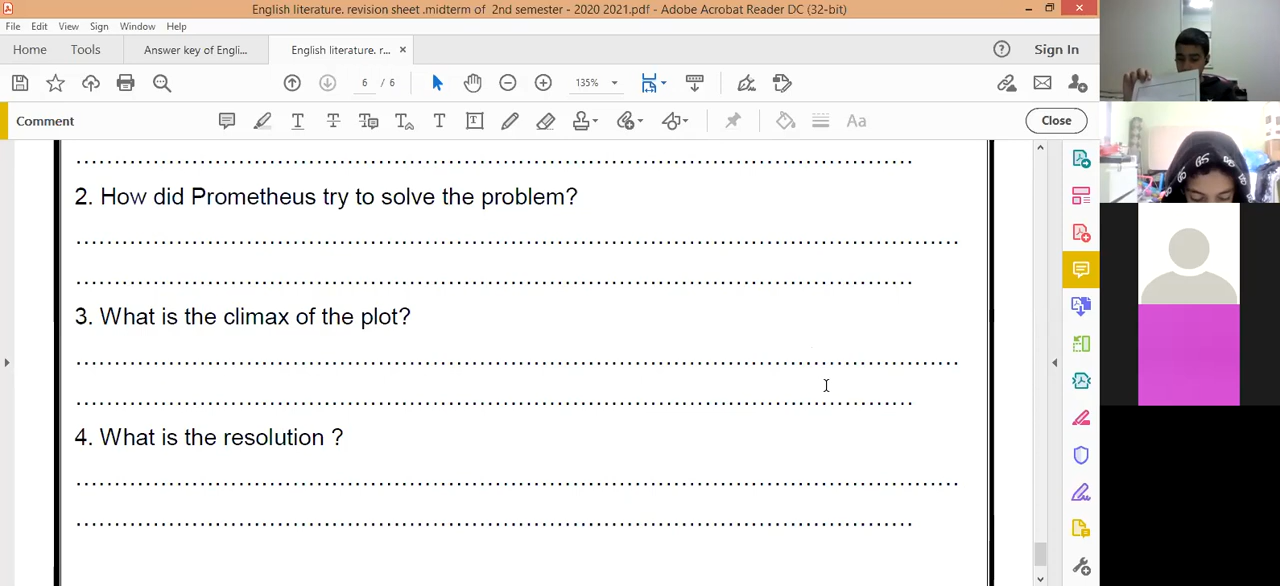 English literature. revision sheet .midterm of 2nd semester - 2020 2021.pdf - Adobe Acrobat Reader DC (32-bit)
File Edit View Sign Window Help
Home Tools Answer key of Engli... English literature. r... × Sign In
6 / 6 135%
Comment Aa Close
................................................................................
2. How did Prometheus try to solve the problem?
................................................................................
................................................................................
3. What is the climax of the plot?
................................................................................
................................................................................
4. What is the resolution ?
................................................................................
................................................................................